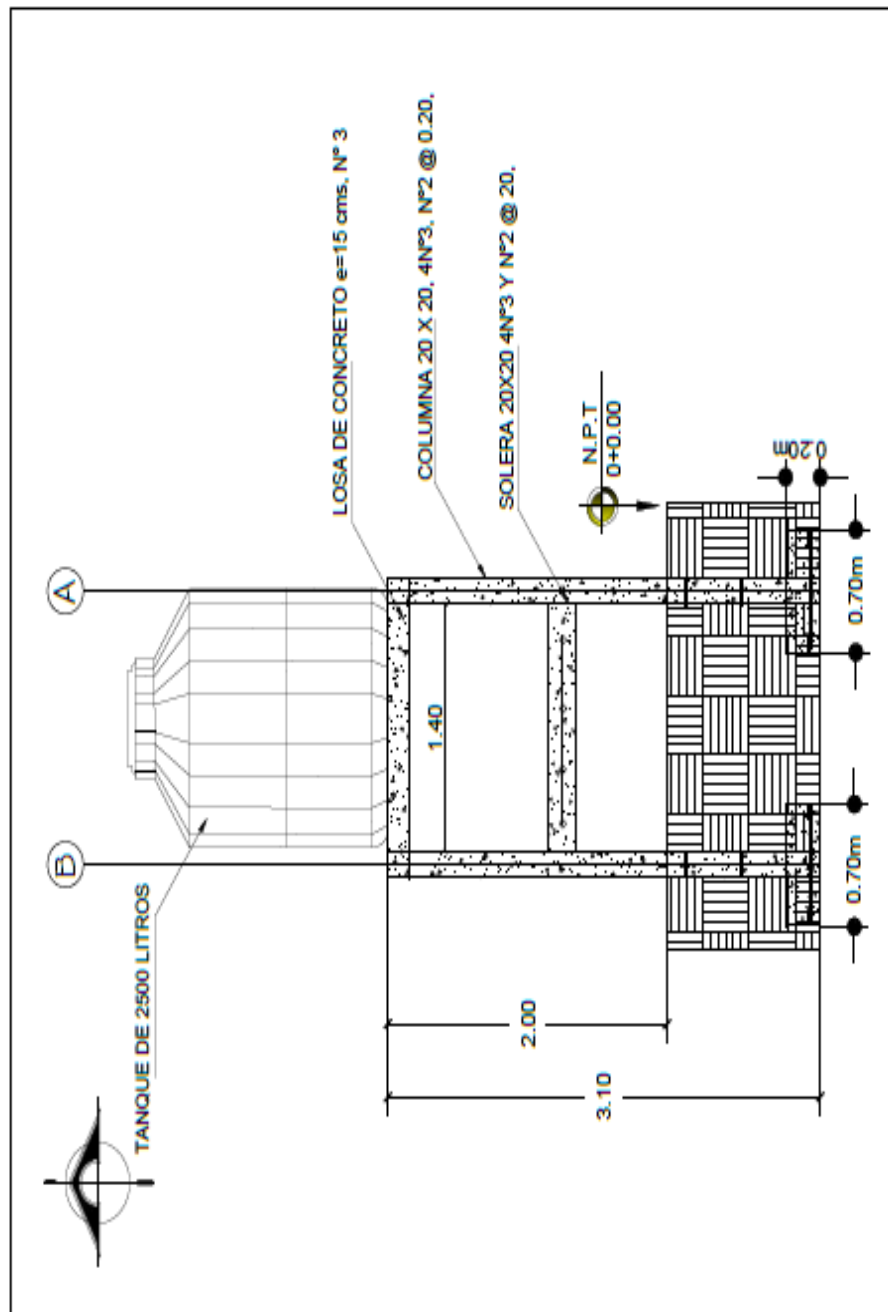 TANQUE DE 2500 LITROS
B
A
LOSA DE CONCRETO e=15 cms, N° 3
COLUMNA 20 X 20, 4N°3, N°2 @ 0.20,
SOLERA 20X20 4N°3 Y N°2 @ 20,
1.40
N.P.T
0+0.00
2.00
3.10
0.20m
0.70m
0.70m